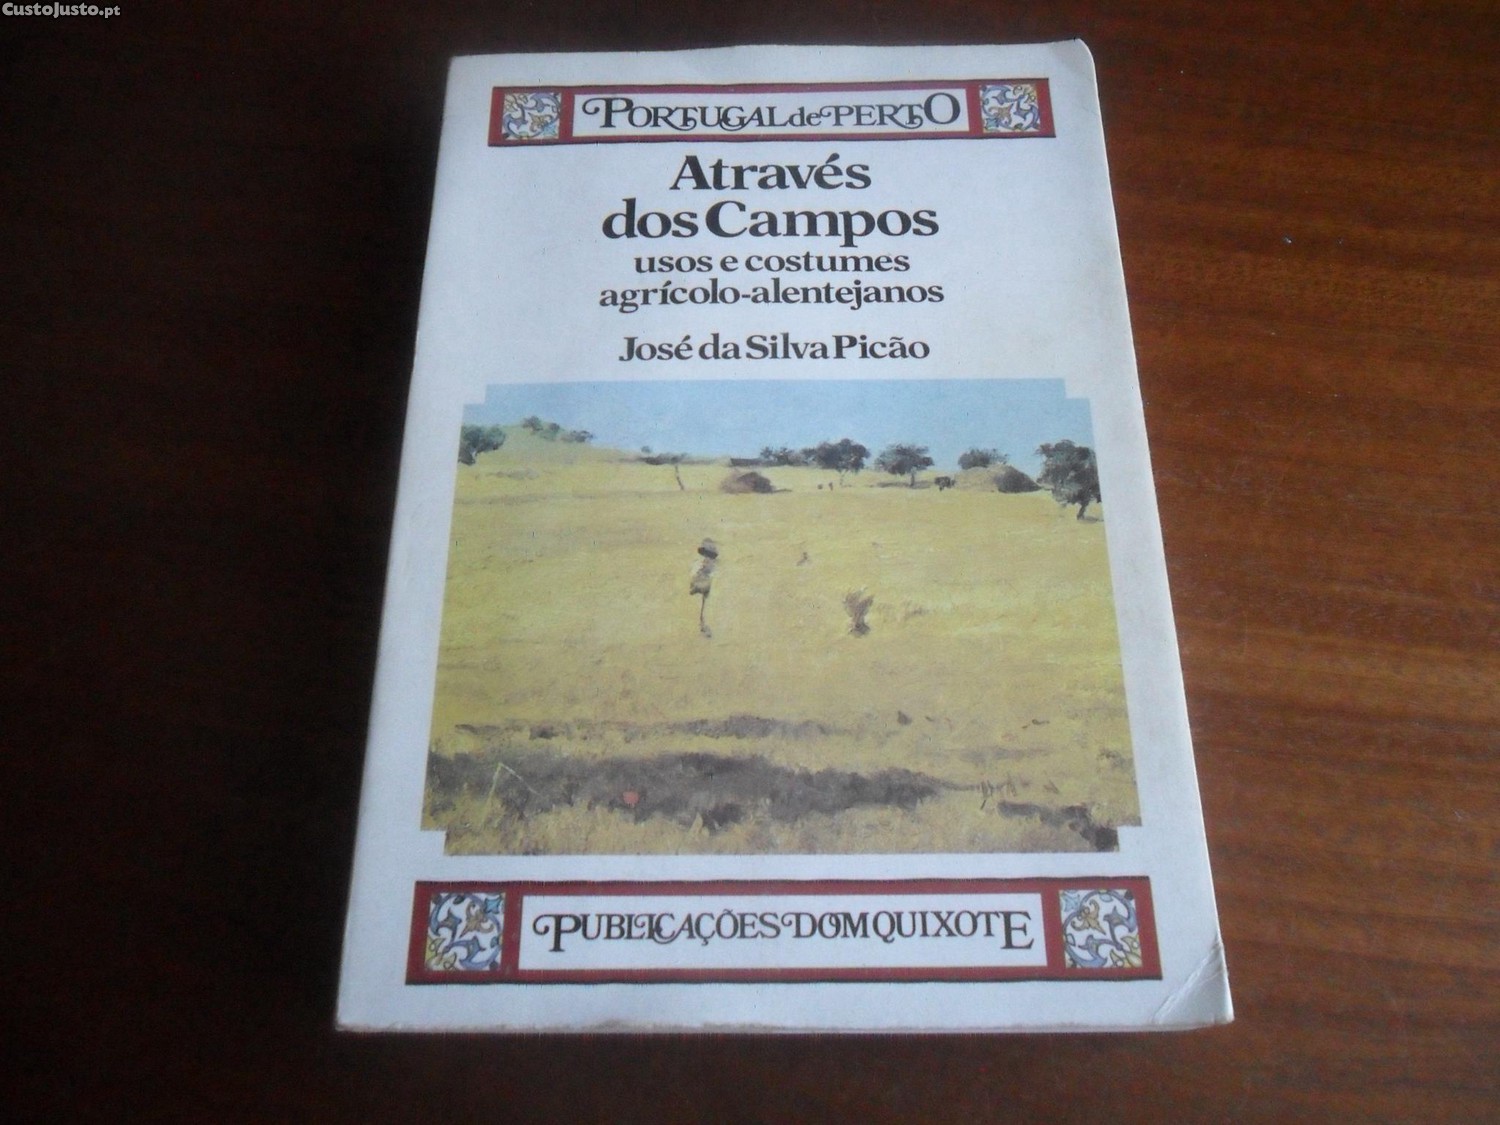 CustoJusto.pt
PORTUGAL de PERTO
Através
dos Campos
usos e costumes
agrícolo-alentejanos
José da Silva Picão
PUBLICAÇÕES DOM QUIXOTE